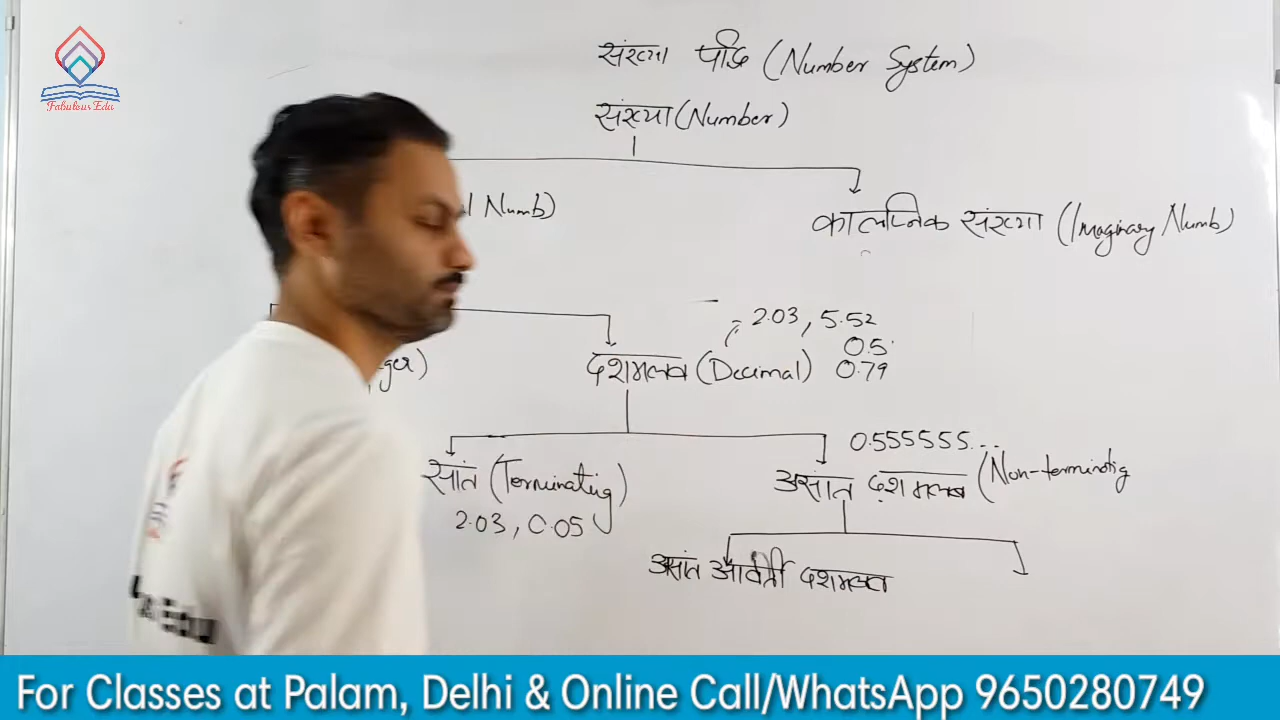 Fabulous Edu
संख्या पद्धि (Number System)
संख्या (Number)
l Numb)
काल्पनिक संख्या (Imaginary Numb)
2.03, 5.52
0.5
0.79
ger)
दशमलव (Decimal)
0.555555...
सांत (Terminating)
असांत दशमलव (Non-terminatig
2.03, 0.05
असांत आवर्ती दशमलव
Edu
For Classes at Palam, Delhi & Online Call/WhatsApp 9650280749